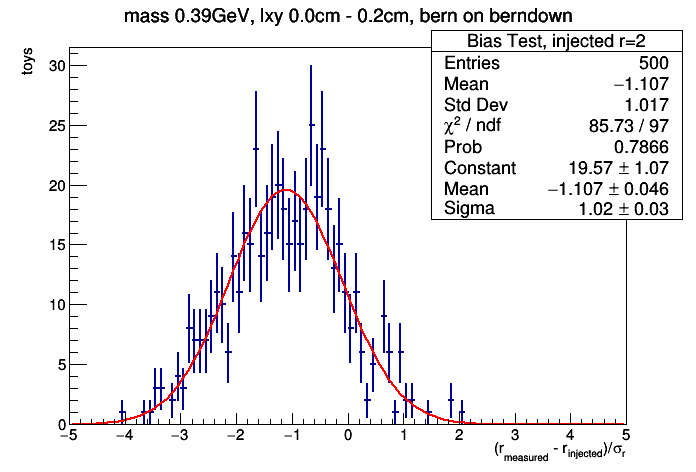 mass 0.39GeV, lxy 0.0cm - 0.2cm, bern on berndown
Bias Test, injected r=2
Entries 500
Mean −1.107
Std Dev 1.017
χ² / ndf 85.73 / 97
Prob 0.7866
Constant 19.57 ± 1.07
Mean −1.107 ± 0.046
Sigma 1.02 ± 0.03
toys
30
25
20
15
10
5
0
−5 −4 −3 −2 −1 0 1 2 3 4 5
(r_measured - r_injected)/σ_r